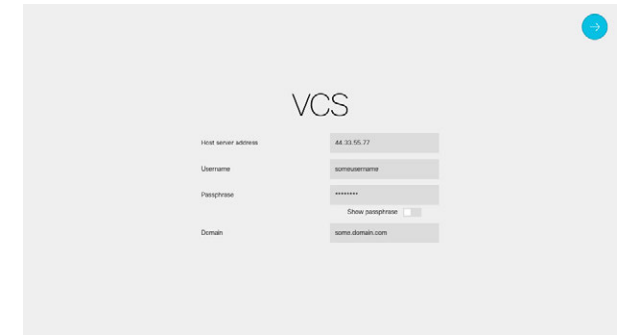 VCS
Host server address 44.33.55.77
Username someusername
Passphrase ********
Show passphrase
Domain some.domain.com